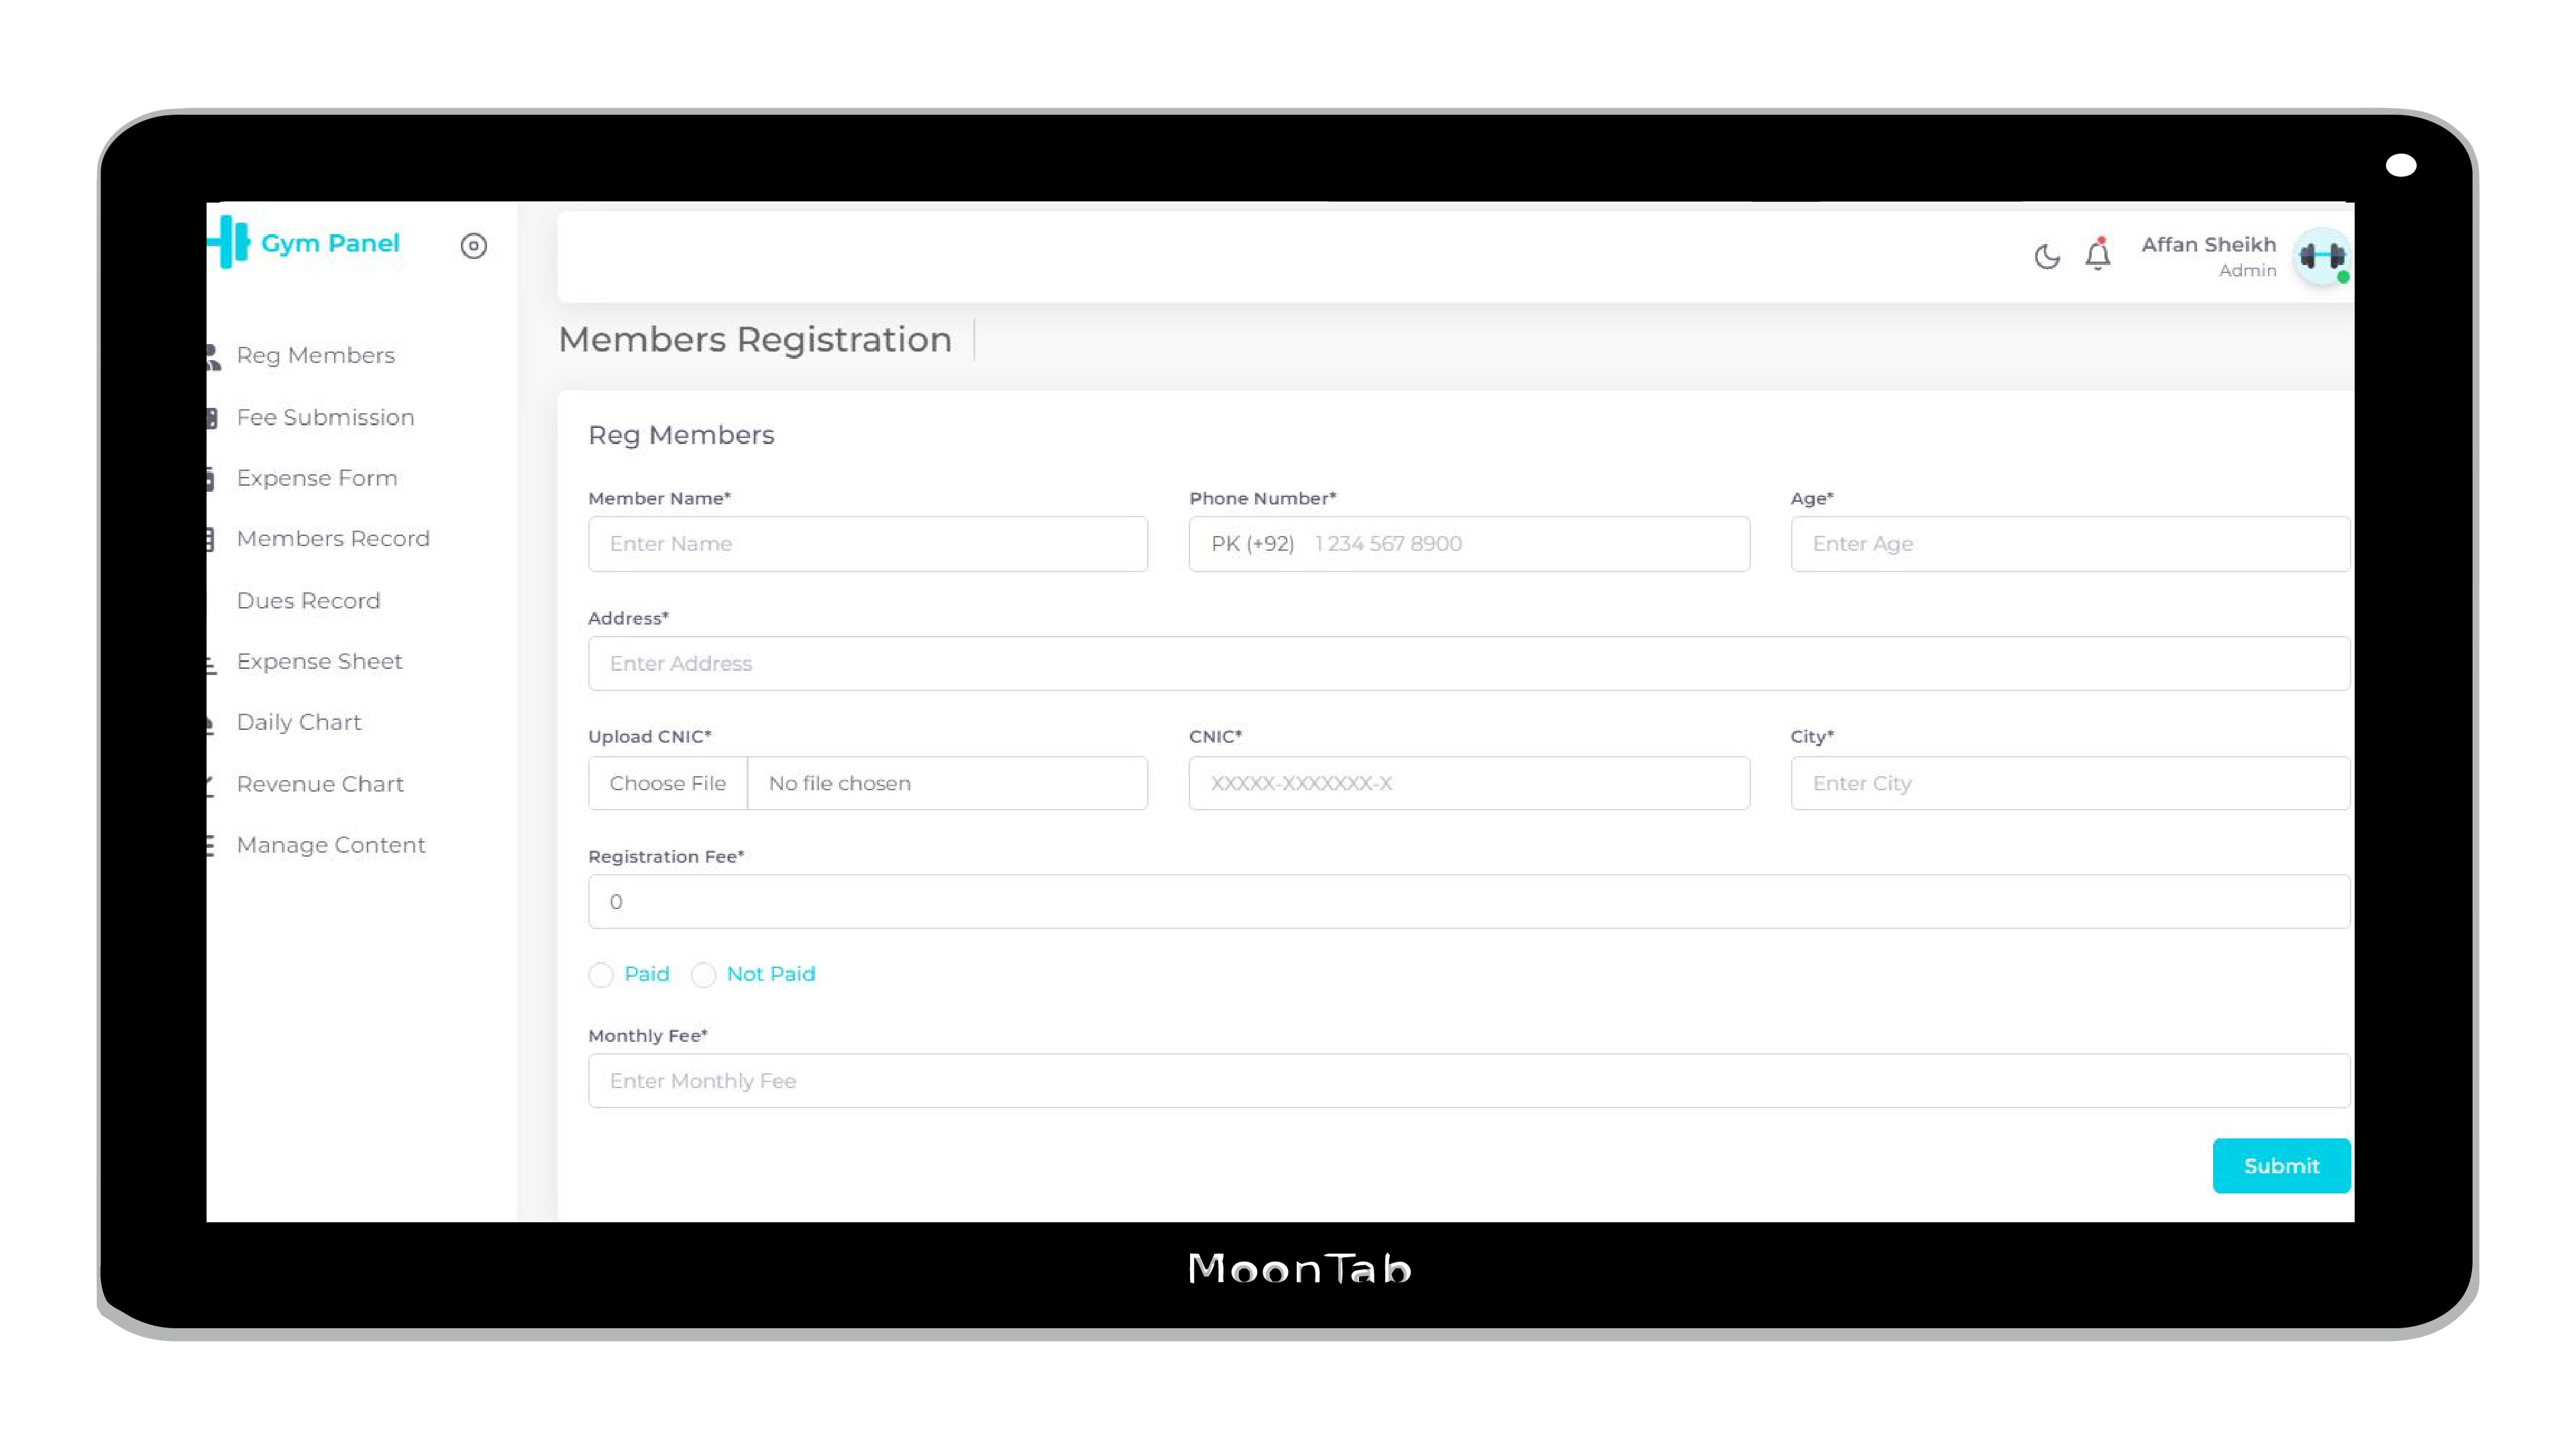 Gym Panel
Affan Sheikh
Admin
Reg Members
Fee Submission
Expense Form
Members Record
Dues Record
Expense Sheet
Daily Chart
Revenue Chart
Manage Content
Members Registration
Reg Members
Member Name* Phone Number* Age*
Enter Name PK (+92) 1 234 567 8900 Enter Age
Address*
Enter Address
Upload CNIC* CNIC* City*
Choose File No file chosen XXXXX-XXXXXXX-X Enter City
Registration Fee*
0
Paid Not Paid
Monthly Fee*
Enter Monthly Fee
Submit
MoonTab